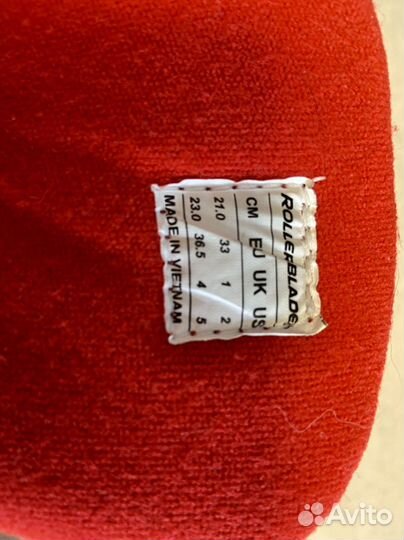 ROLLERBLADE
CM EU UK US
21.0 33 1 2
23.0 36.5 4 5
MADE IN VIETNAM
Avito